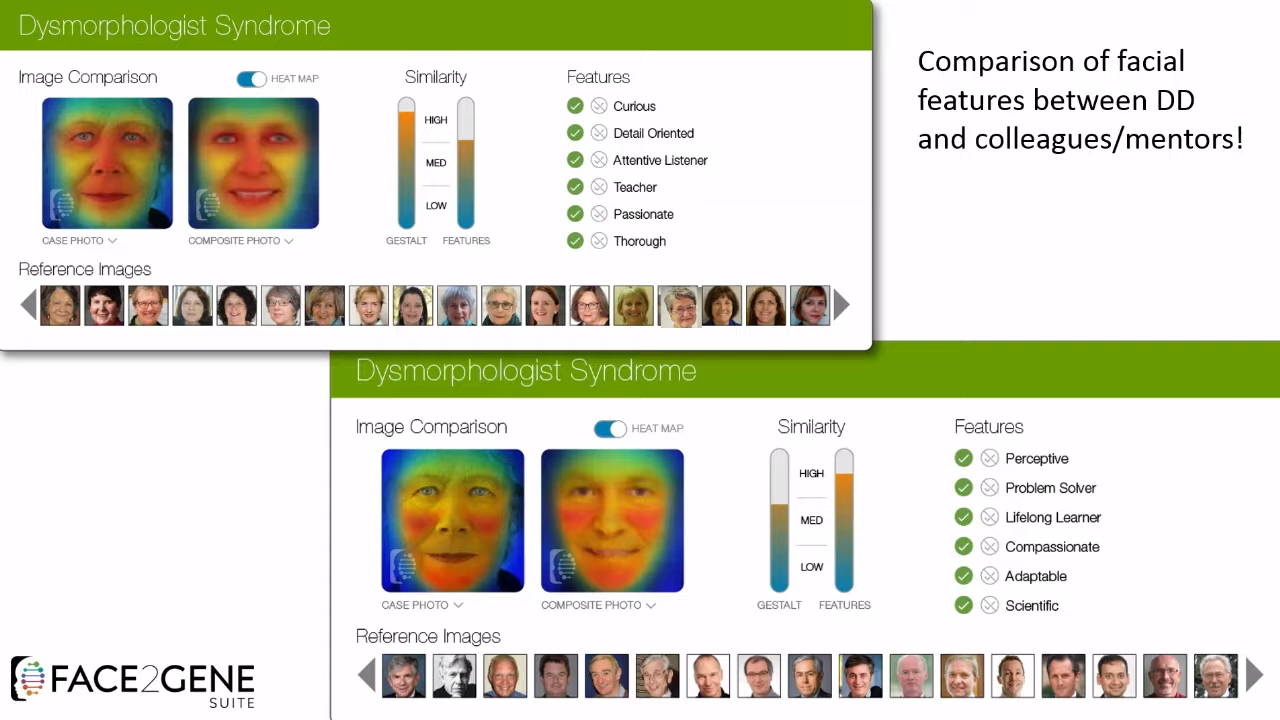 Dysmorphologist Syndrome
Comparison of facial
features between DD
and colleagues/mentors!
Image Comparison
HEAT MAP
Similarity
Features
HIGH
MED
LOW
Curious
Detail Oriented
Attentive Listener
Teacher
Passionate
Thorough
CASE PHOTO
COMPOSITE PHOTO
GESTALT
FEATURES
Reference Images
Dysmorphologist Syndrome
Image Comparison
HEAT MAP
Similarity
Features
HIGH
MED
LOW
Perceptive
Problem Solver
Lifelong Learner
Compassionate
Adaptable
Scientific
CASE PHOTO
COMPOSITE PHOTO
GESTALT
FEATURES
Reference Images
FACE2GENE
SUITE